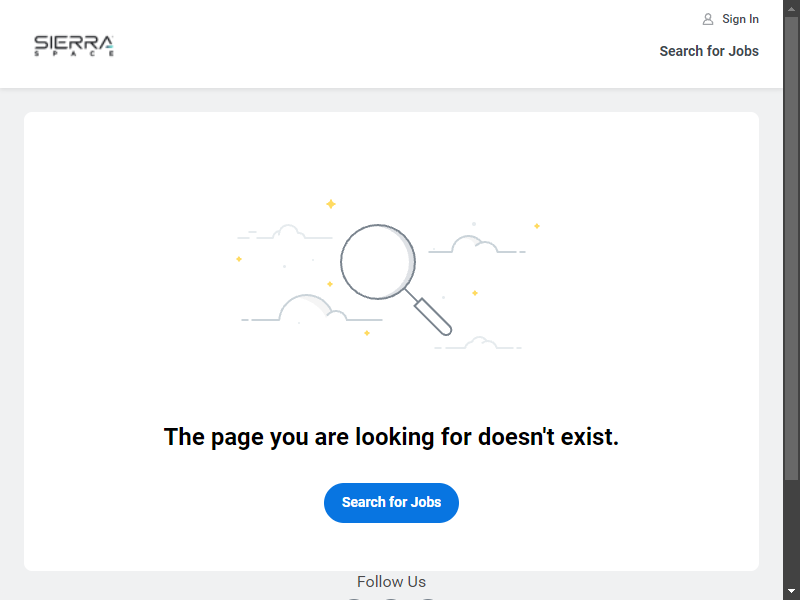 Sign In
SIERRA
SPACE
Search for Jobs
The page you are looking for doesn't exist.
Search for Jobs
Follow Us